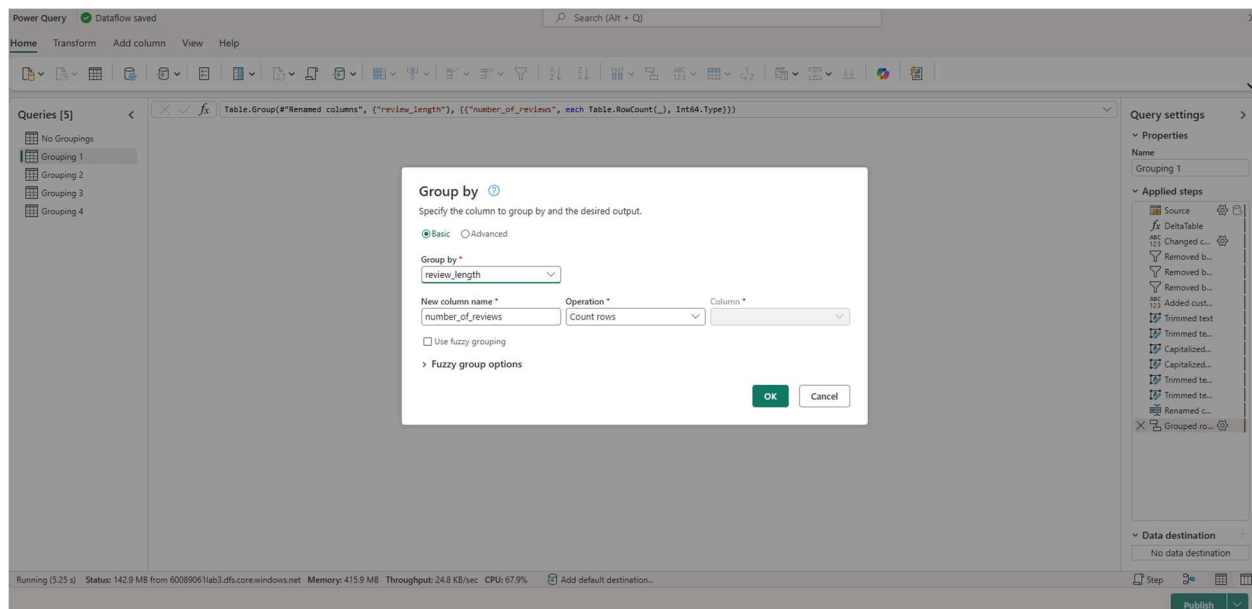 Power Query Dataflow saved Search (Alt + Q)
Home Transform Add column View Help
Queries [5]
No Groupings
Grouping 1
Grouping 2
Grouping 3
Grouping 4
fx Table.Group(#"Renamed columns", {"review_length"}, {{"number_of_reviews", each Table.RowCount(_), Int64.Type}})
Group by
Specify the column to group by and the desired output.
Basic Advanced
Group by *
review_length
New column name * Operation * Column *
number_of_reviews Count rows
Use fuzzy grouping
Fuzzy group options
OK Cancel
Query settings
Properties
Name
Grouping 1
Applied steps
Source
fx DeltaTable
ABC 123 Changed c...
Removed b...
Removed b...
Removed b...
ABC 123 Added cust...
Trimmed text
Trimmed te...
Capitalized...
Capitalized...
Trimmed te...
Trimmed te...
Renamed c...
Grouped ro...
Data destination
No data destination
Running (5.25 s) Status: 142.9 MB from 60089061lab3.dfs.core.windows.net Memory: 415.9 MB Throughput: 24.8 KB/sec CPU: 67.9% Add default destination... Step
Publish